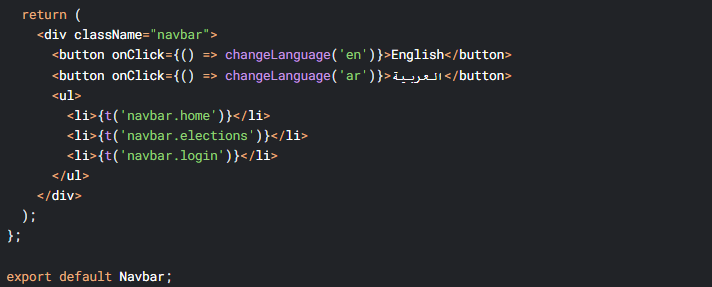 return (
<div className="navbar">
<button onClick={() => changeLanguage('en')}>English</button>
<button onClick={() => changeLanguage('ar')}>العربية</button>
<ul>
<li>{t('navbar.home')}</li>
<li>{t('navbar.elections')}</li>
<li>{t('navbar.login')}</li>
</ul>
</div>
);
};
export default Navbar;